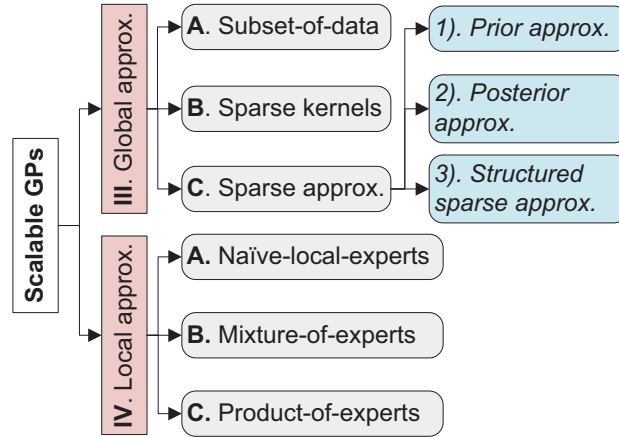 Scalable GPs
III. Global approx.
A. Subset-of-data
B. Sparse kernels
C. Sparse approx.
1). Prior approx.
2). Posterior
approx.
3). Structured
sparse approx.
IV. Local approx.
A. Naïve-local-experts
B. Mixture-of-experts
C. Product-of-experts